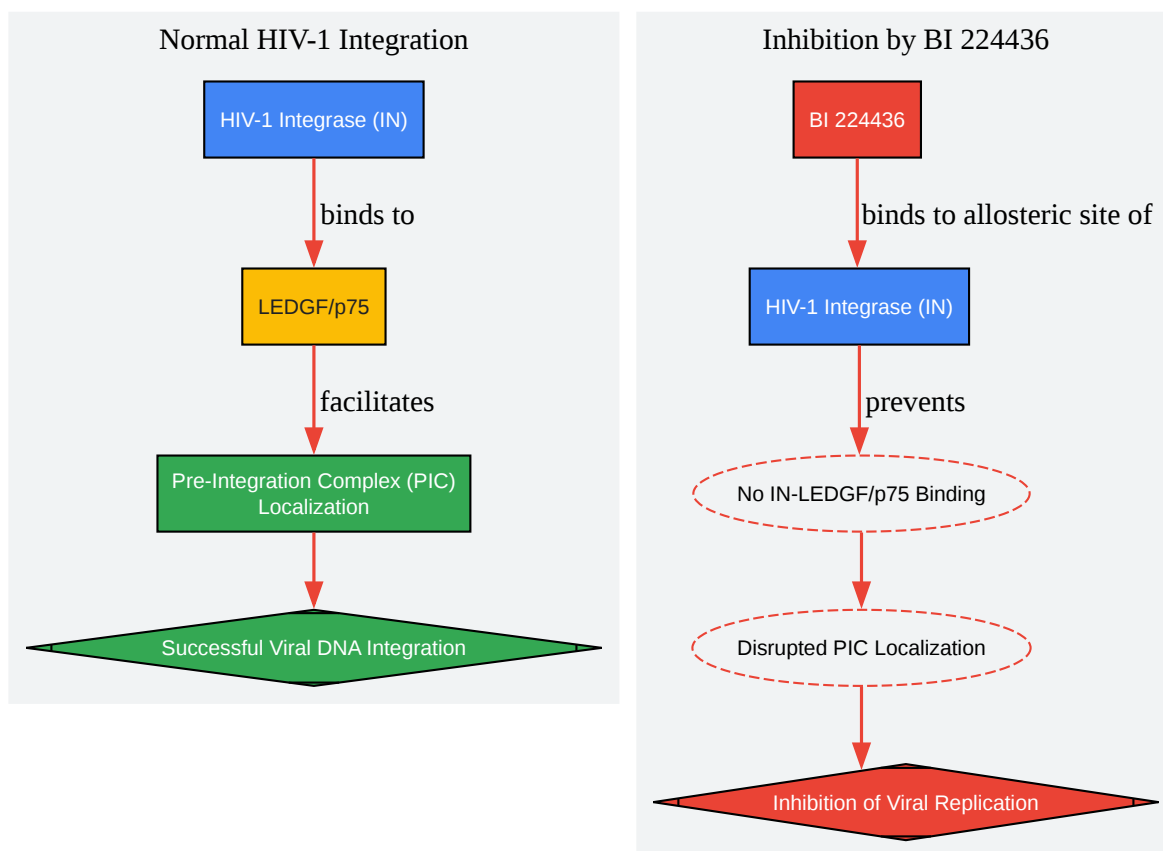 Normal HIV-1 Integration
HIV-1 Integrase (IN)
binds to
LEDGF/p75
facilitates
Pre-Integration Complex (PIC)
Localization
Successful Viral DNA Integration
Inhibition by BI 224436
BI 224436
binds to allosteric site of
HIV-1 Integrase (IN)
prevents
No IN-LEDGF/p75 Binding
Disrupted PIC Localization
Inhibition of Viral Replication